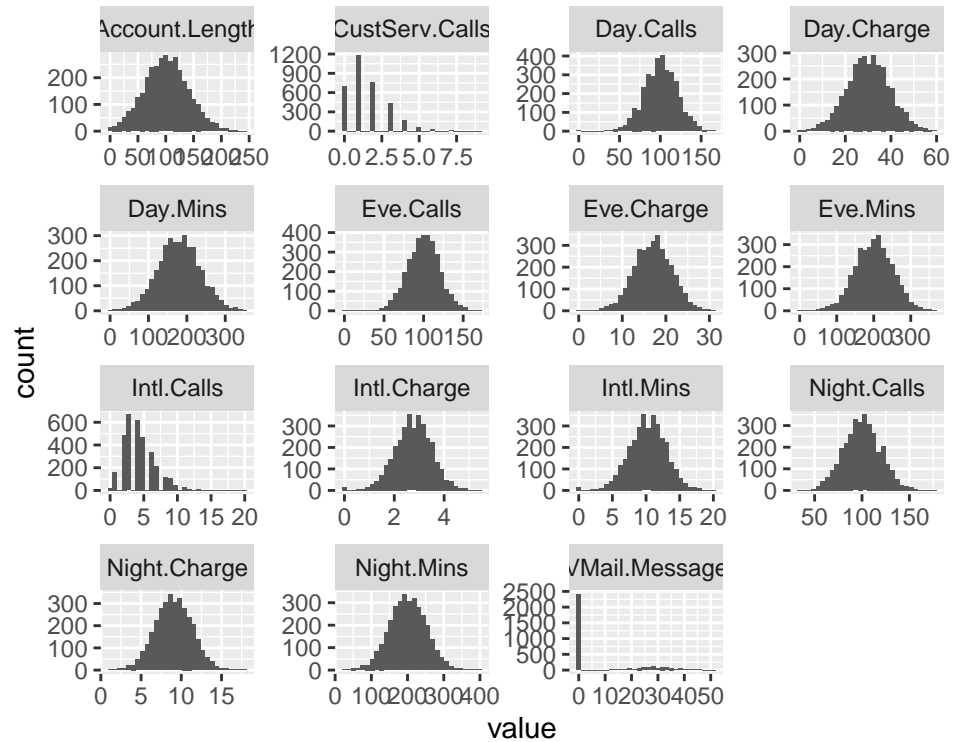 Account.Length
CustServ.Calls
Day.Calls
Day.Charge
200
100
0
0 50 100 150 200 250
1200
900
600
300
0
0.0 2.5 5.0 7.5
400
300
200
100
0
0 50 100 150
300
200
100
0
0 20 40 60
Day.Mins
Eve.Calls
Eve.Charge
Eve.Mins
300
200
100
0
0 100 200 300
400
300
200
100
0
0 50 100 150
300
200
100
0
0 10 20 30
300
200
100
0
0 100 200 300
Intl.Calls
Intl.Charge
Intl.Mins
Night.Calls
600
400
200
0
0 5 10 15 20
300
200
100
0
0 2 4
300
200
100
0
0 5 10 15 20
300
200
100
0
50 100 150
Night.Charge
Night.Mins
VMail.Message
300
200
100
0
0 5 10 15
300
200
100
0
0 100 200 300 400
2500
2000
1500
1000
500
0
0 10 20 30 40 50
count
value